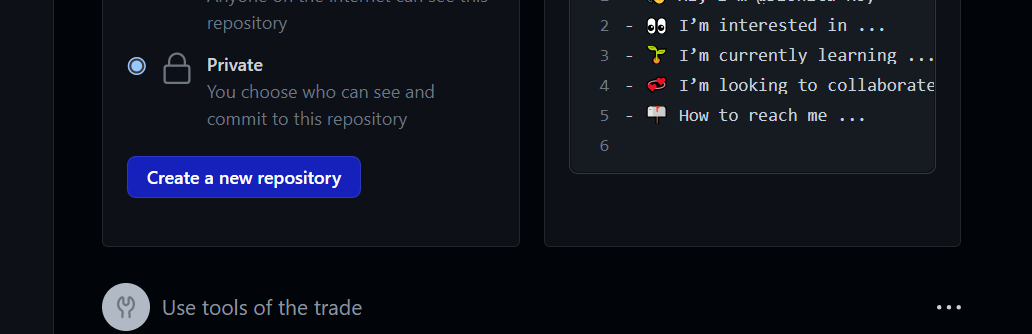 Anyone on the internet can see this
repository
Private
You choose who can see and
commit to this repository
Create a new repository
1
2 - 👀 I’m interested in ...
3 - 🌱 I’m currently learning ...
4 - 💞️ I’m looking to collaborate
5 - 📫 How to reach me ...
6
Use tools of the trade